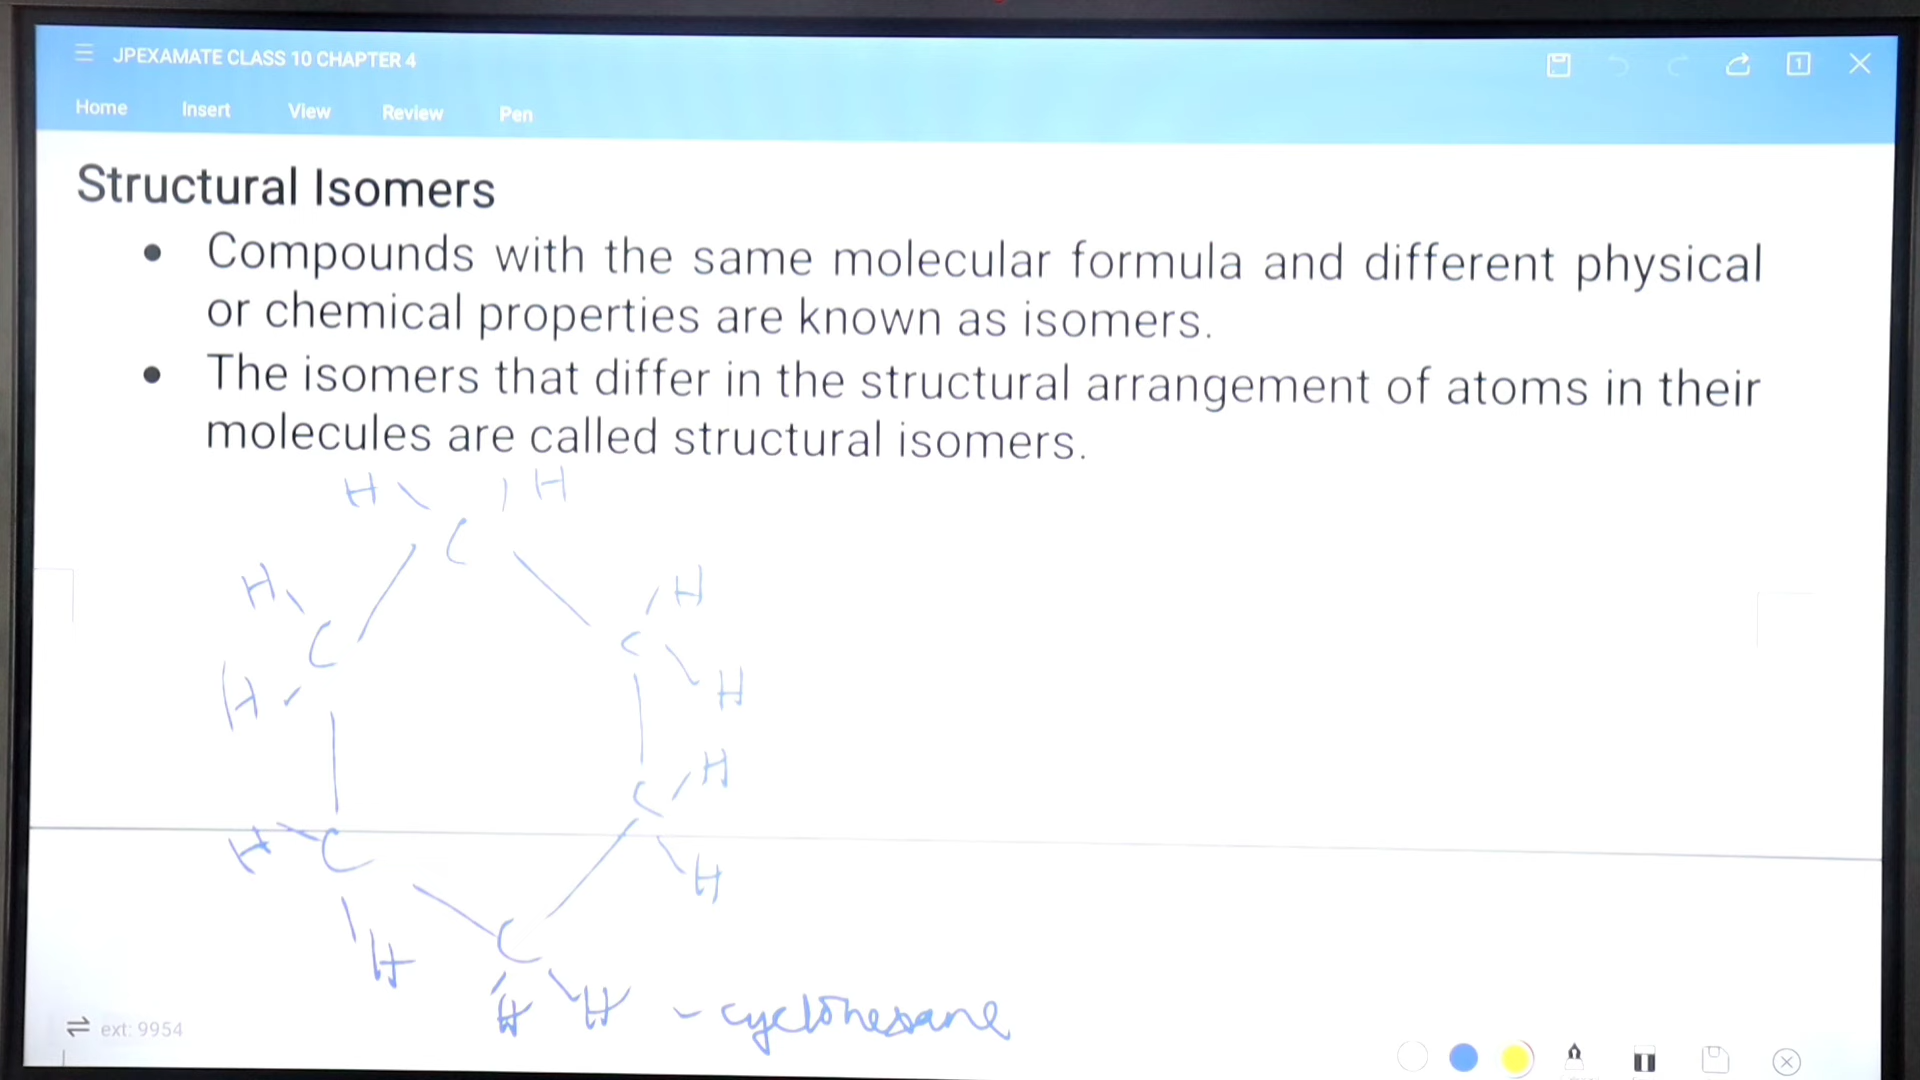 JPEXAMATE CLASS 10 CHAPTER 4
1
Home Insert View Review Pen
Structural Isomers
• Compounds with the same molecular formula and different physical
or chemical properties are known as isomers.
• The isomers that differ in the structural arrangement of atoms in their
molecules are called structural isomers.
H H
C
H H
C C
H H
H
C
H C
H
H
C
H H - cyclohexane
ext: 9954